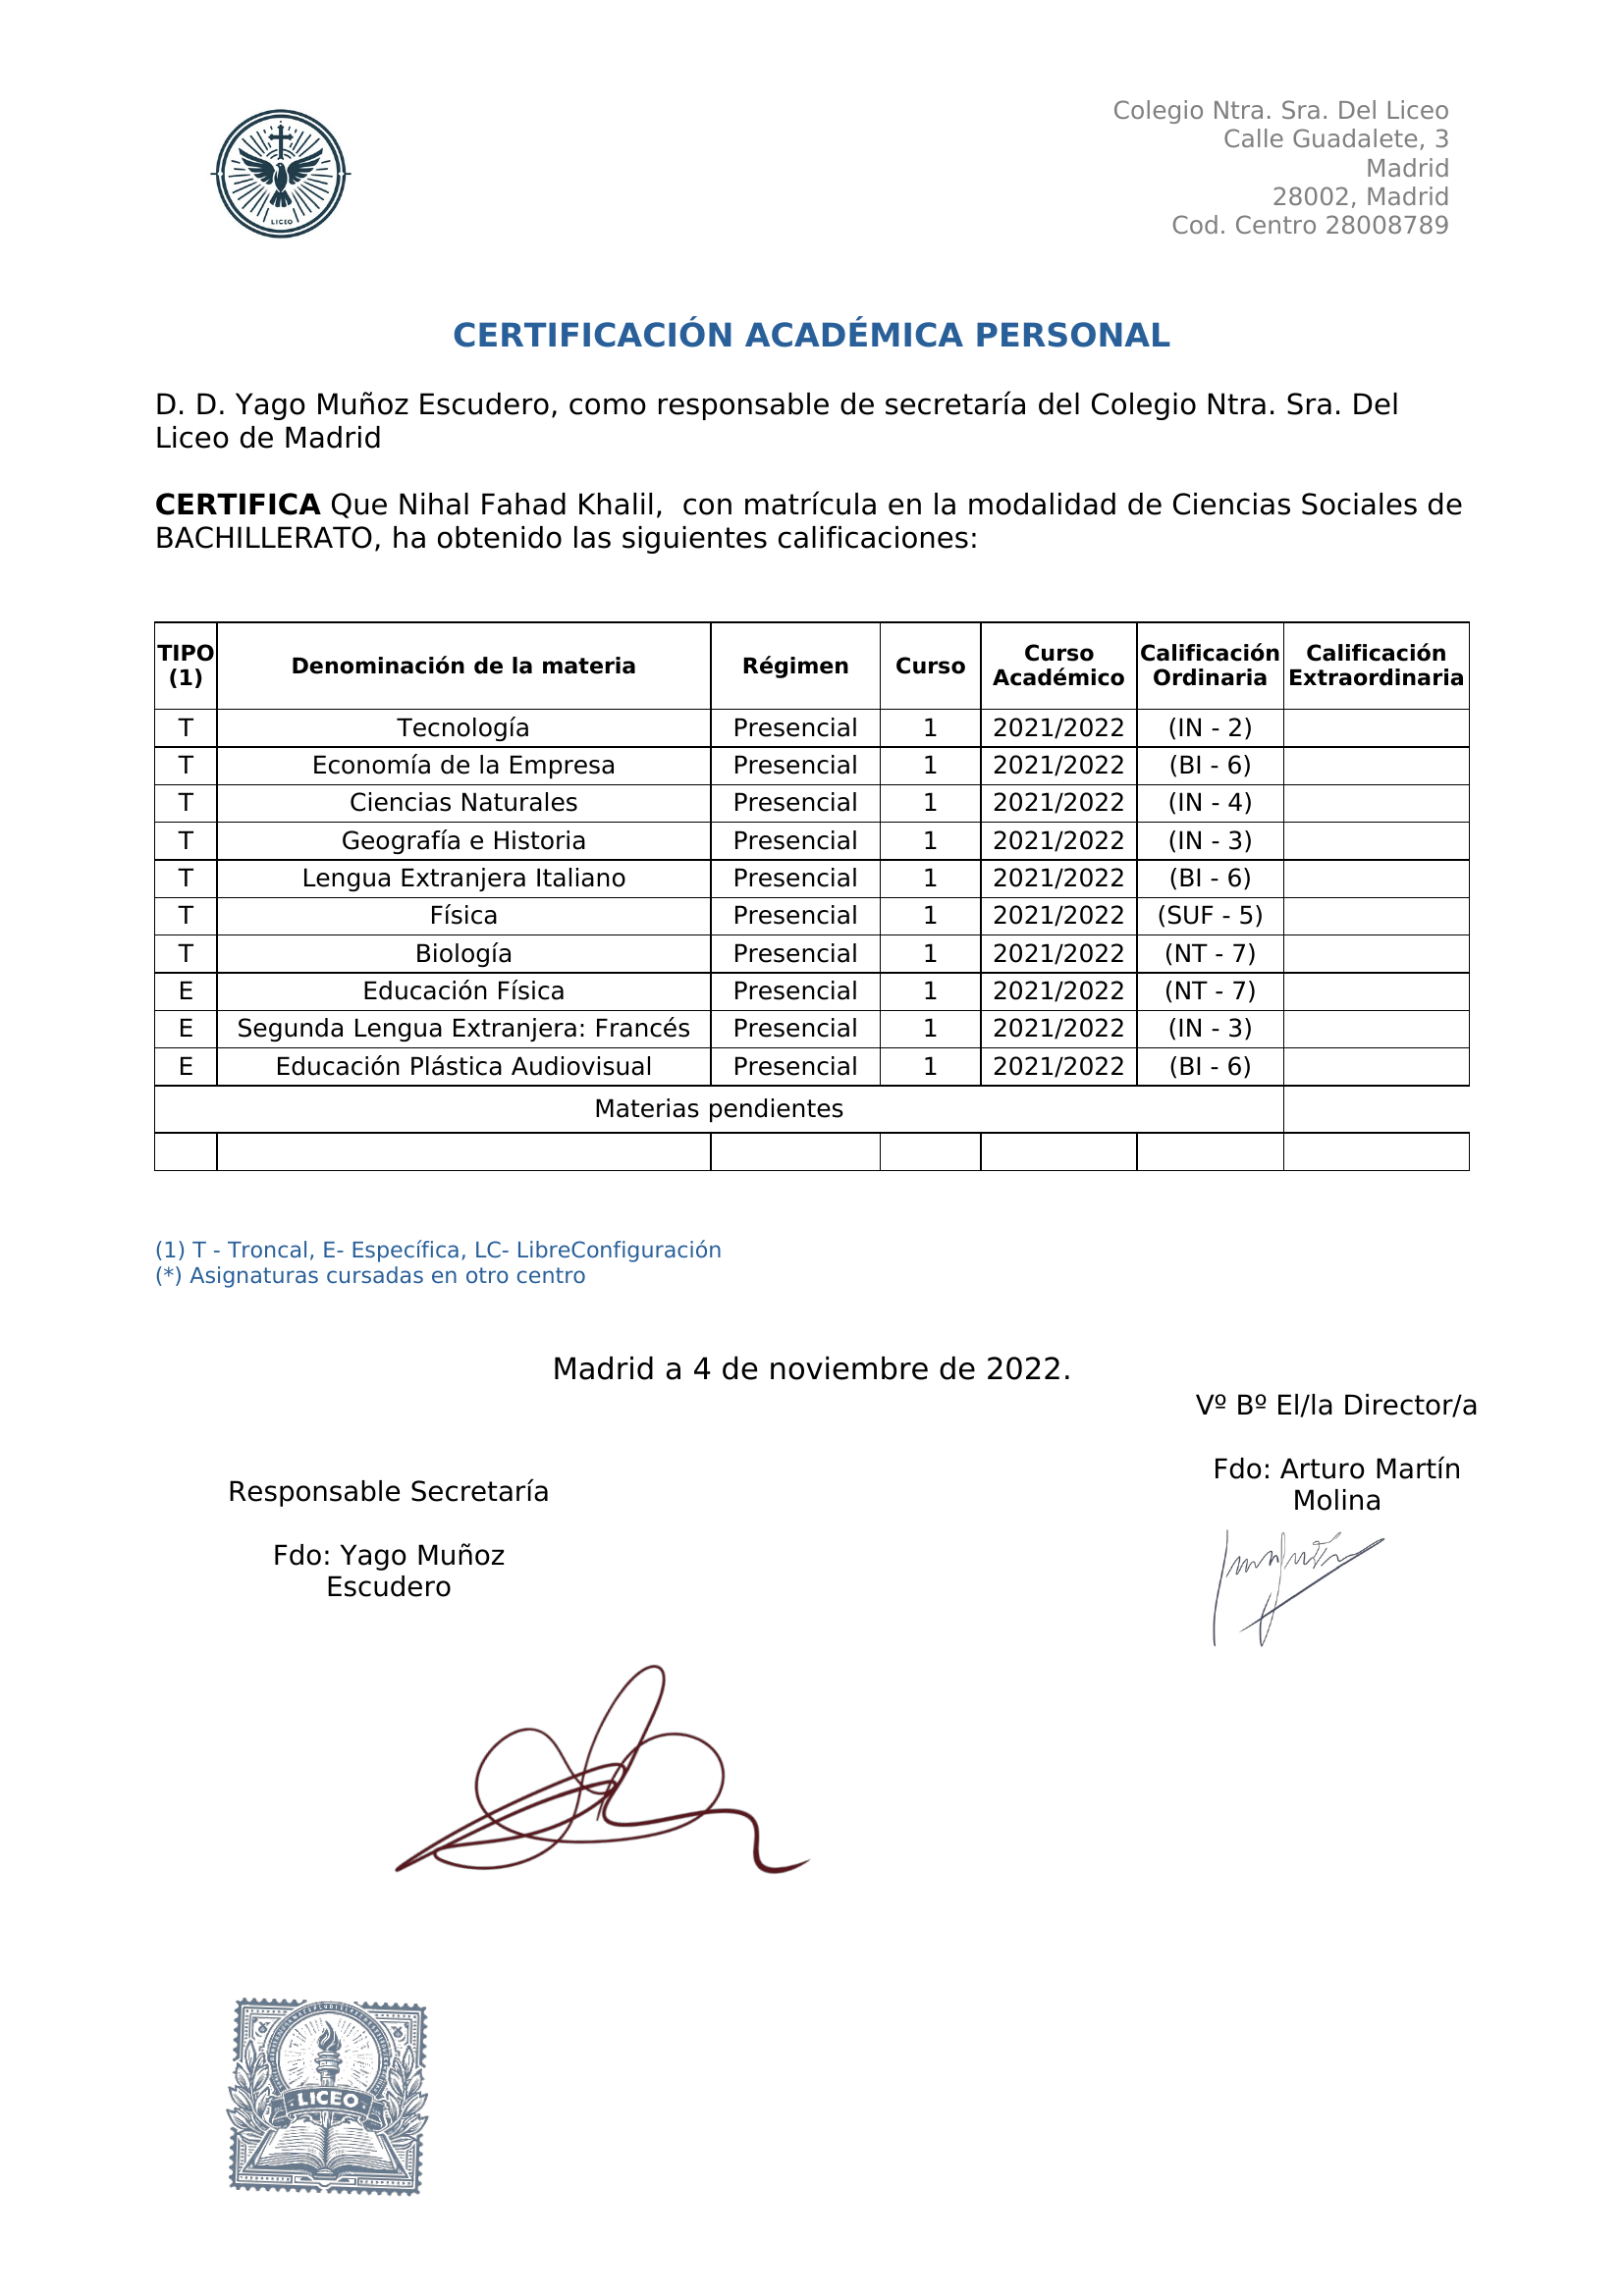 LICEO
Colegio Ntra. Sra. Del Liceo
Calle Guadalete, 3
Madrid
28002, Madrid
Cod. Centro 28008789
CERTIFICACIÓN ACADÉMICA PERSONAL
D. D. Yago Muñoz Escudero, como responsable de secretaría del Colegio Ntra. Sra. Del
Liceo de Madrid
CERTIFICA Que Nihal Fahad Khalil,  con matrícula en la modalidad de Ciencias Sociales de
BACHILLERATO, ha obtenido las siguientes calificaciones:
TIPO (1) Denominación de la materia Régimen Curso Curso Académico Calificación Ordinaria Calificación Extraordinaria
T Tecnología Presencial 1 2021/2022 (IN - 2)
T Economía de la Empresa Presencial 1 2021/2022 (BI - 6)
T Ciencias Naturales Presencial 1 2021/2022 (IN - 4)
T Geografía e Historia Presencial 1 2021/2022 (IN - 3)
T Lengua Extranjera Italiano Presencial 1 2021/2022 (BI - 6)
T Física Presencial 1 2021/2022 (SUF - 5)
T Biología Presencial 1 2021/2022 (NT - 7)
E Educación Física Presencial 1 2021/2022 (NT - 7)
E Segunda Lengua Extranjera: Francés Presencial 1 2021/2022 (IN - 3)
E Educación Plástica Audiovisual Presencial 1 2021/2022 (BI - 6)
Materias pendientes
(1) T - Troncal, E- Específica, LC- LibreConfiguración
(*) Asignaturas cursadas en otro centro
Madrid a 4 de noviembre de 2022.
Vº Bº El/la Director/a
Fdo: Arturo Martín
Molina
Responsable Secretaría
Fdo: Yago Muñoz
Escudero
LICEO